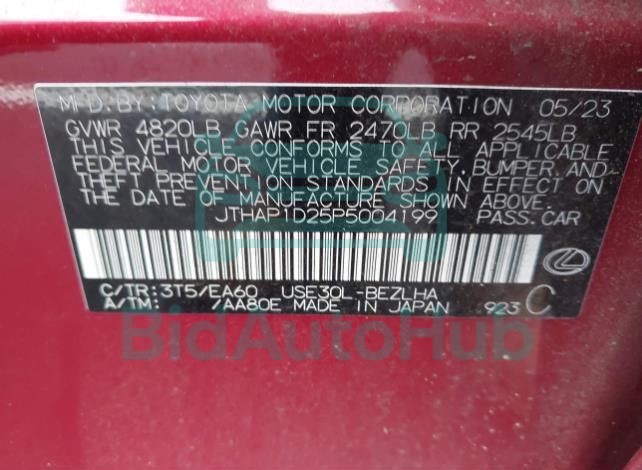 MFD. BY: TOYOTA MOTOR CORPORATION 05/23
GVWR 4820LB GAWR FR 2470LB RR 2545LB
THIS VEHICLE CONFORMS TO ALL APPLICABLE
FEDERAL MOTOR VEHICLE SAFETY, BUMPER, AND
THEFT PREVENTION STANDARDS IN EFFECT ON
THE DATE OF MANUFACTURE SHOWN ABOVE.
JTHAP1D25P5004199 PASS. CAR
C/TR: 3T5/EA60 USE30L-BEZLHA
A/TM: /AA80E MADE IN JAPAN 923 C
BidAutoHub